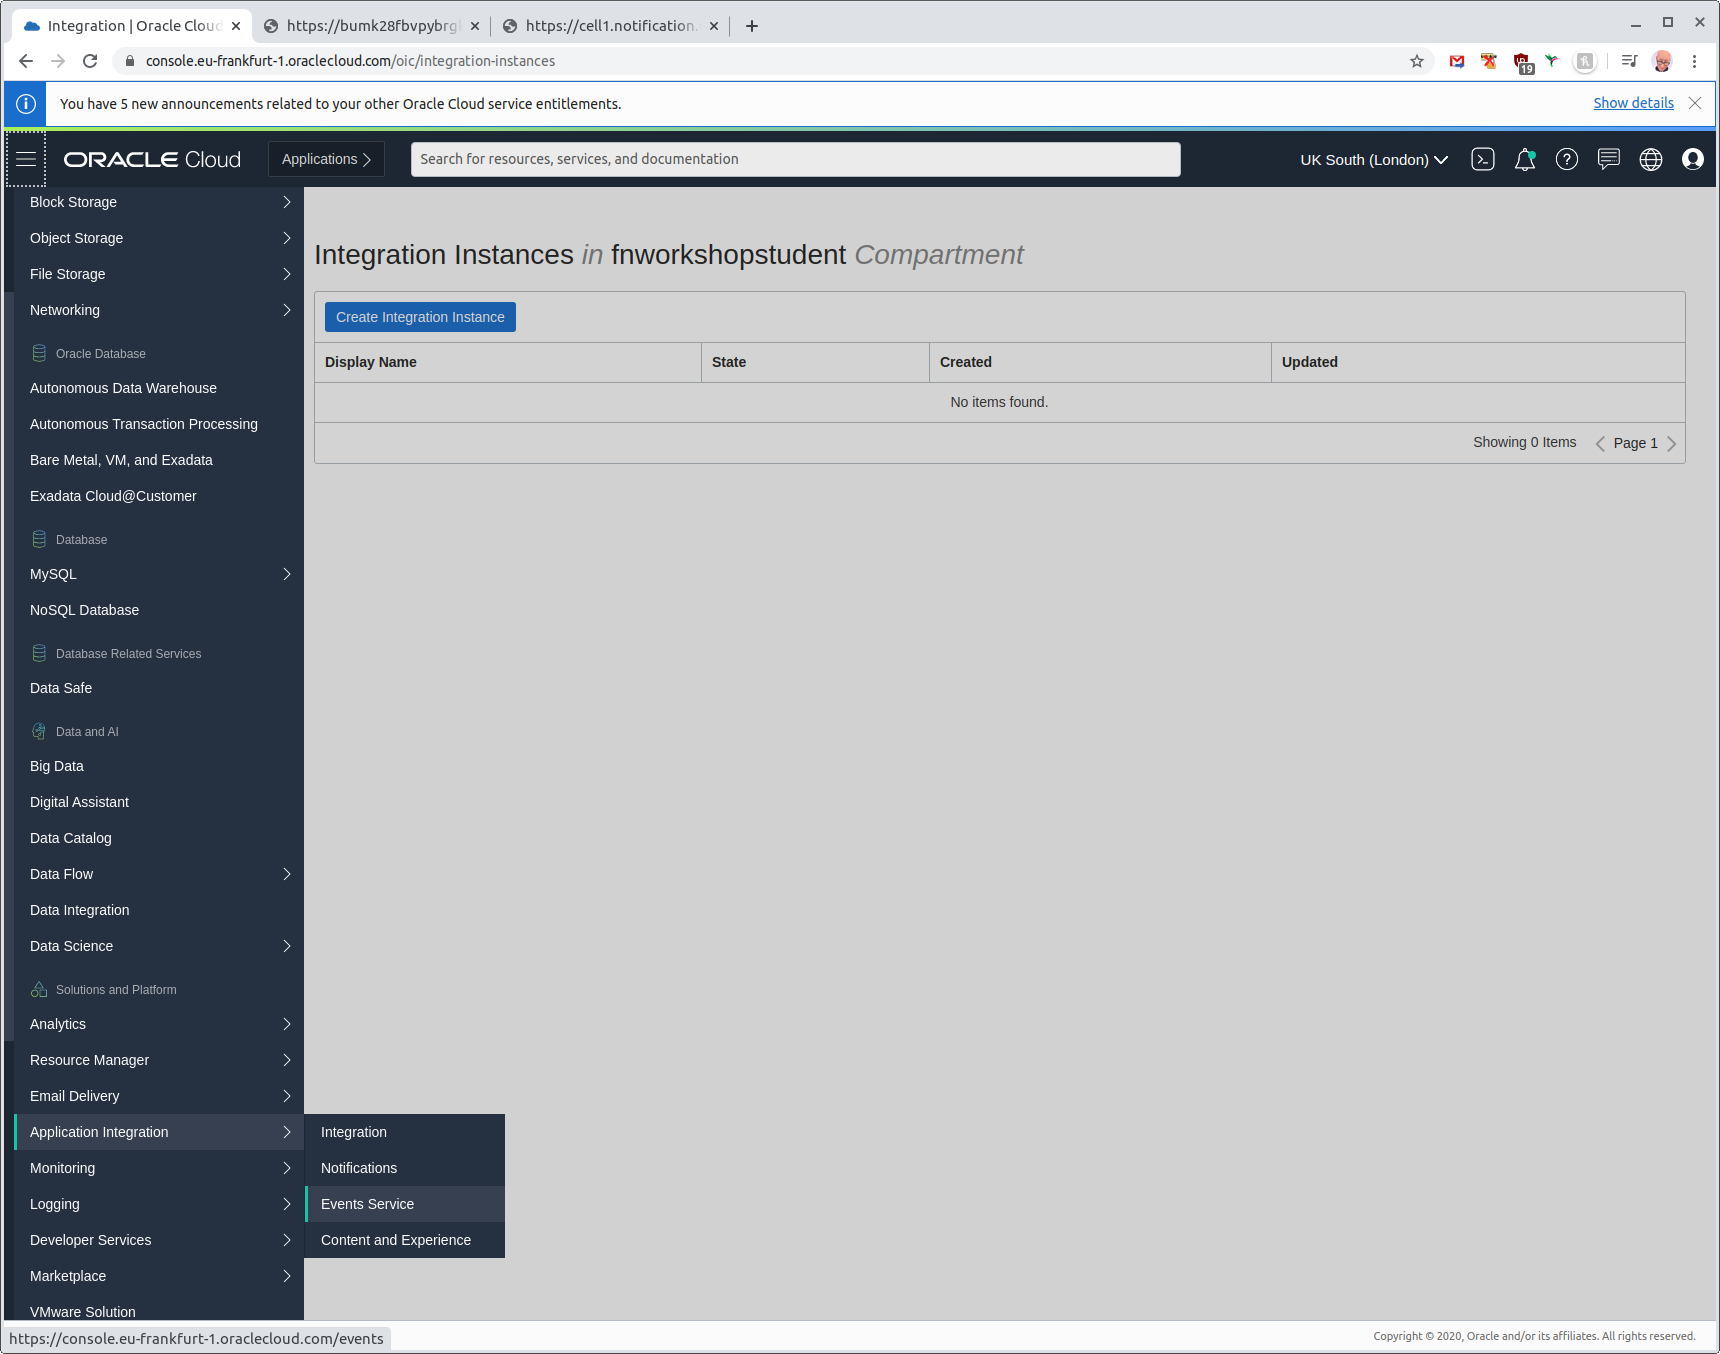 Integration | Oracle Cloud
https://bumk28fbvpybrg
https://cell1.notification.
console.eu-frankfurt-1.oraclecloud.com/oic/integration-instances
19
You have 5 new announcements related to your other Oracle Cloud service entitlements.
Show details
ORACLE Cloud
Applications
Search for resources, services, and documentation
UK South (London)
Block Storage
Object Storage
File Storage
Networking
Oracle Database
Autonomous Data Warehouse
Autonomous Transaction Processing
Bare Metal, VM, and Exadata
Exadata Cloud@Customer
Database
MySQL
NoSQL Database
Database Related Services
Data Safe
Data and AI
Big Data
Digital Assistant
Data Catalog
Data Flow
Data Integration
Data Science
Solutions and Platform
Analytics
Resource Manager
Email Delivery
Application Integration
Monitoring
Logging
Developer Services
Marketplace
VMware Solution
Integration
Notifications
Events Service
Content and Experience
Integration Instances in fnworkshopstudent Compartment
Create Integration Instance
Display Name State Created Updated
No items found.
Showing 0 Items Page 1
https://console.eu-frankfurt-1.oraclecloud.com/events
Copyright © 2020, Oracle and/or its affiliates. All rights reserved.